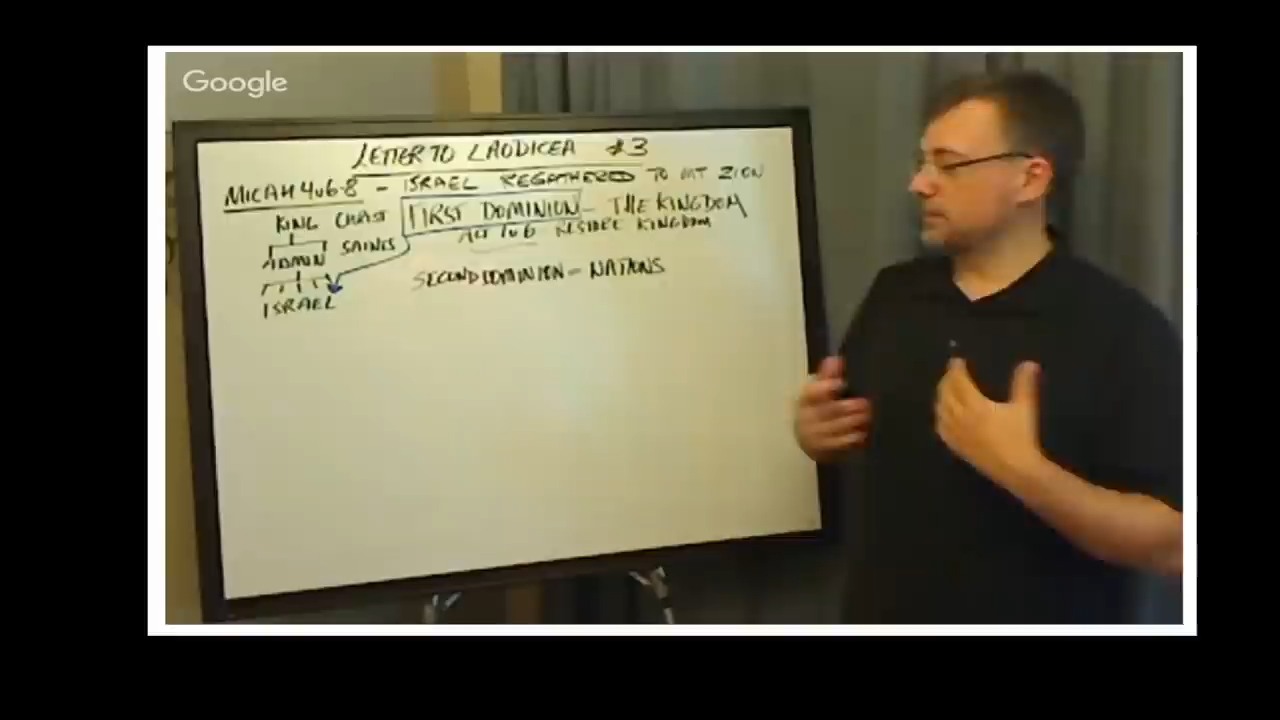 Google
LETTER TO LAODICEA #3
MICAH 4v6-8 - ISRAEL REGATHERED TO MT ZION
KING CHRIST FIRST DOMINION - THE KINGDOM
ADMIN SAINTS ACT 1v6 RESTORE KINGDOM
ISRAEL SECOND DOMINION = NATIONS